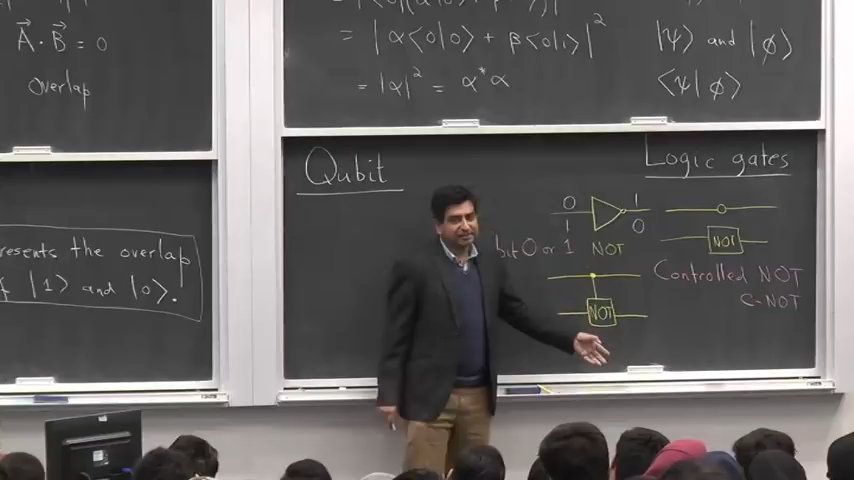 A⃗ · B⃗ = 0
Overlap
= |α<0|0> + β<0|1>|²
= |α|² = α*α
|Ψ> and |ϕ>
<Ψ|ϕ>
presents the overlap
|1> and |0>.
Qubit
bit 0 or 1
Logic gates
0 1
1 0
NOT
NOT
NOT
Controlled NOT
C-NOT